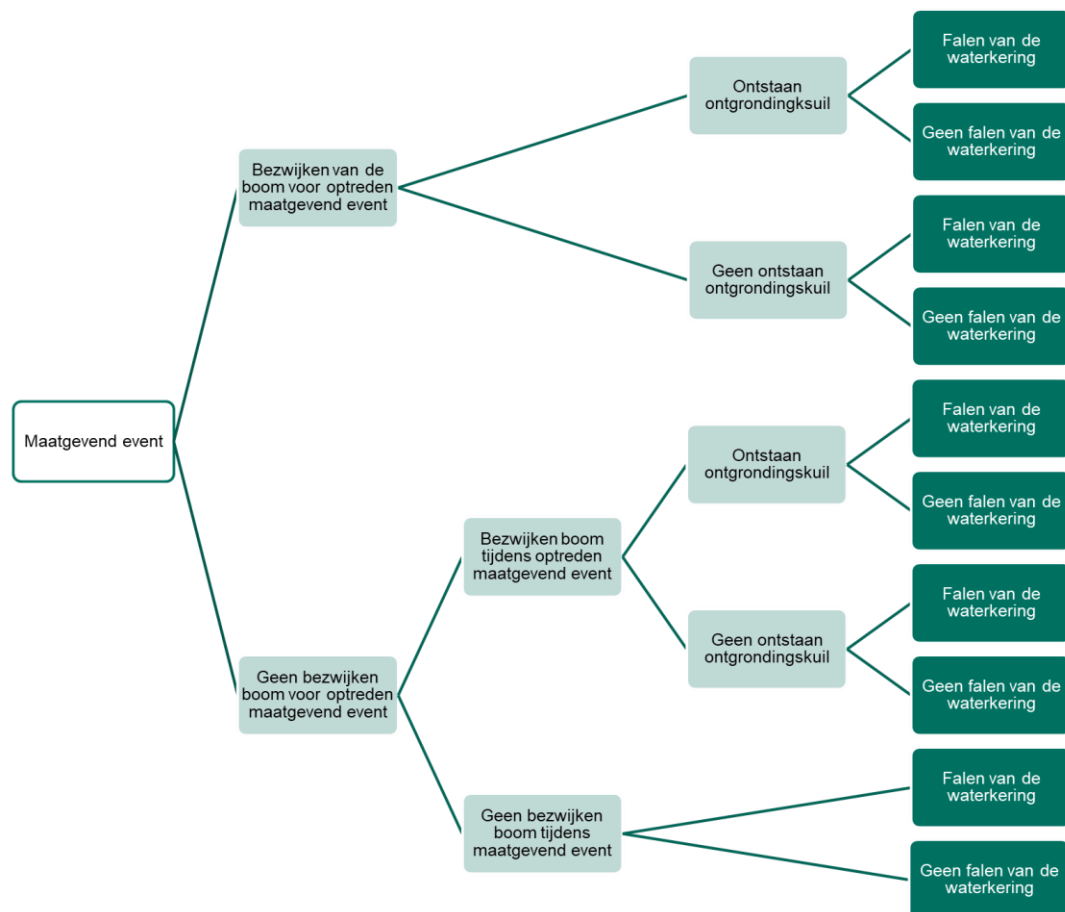 Falen van de
waterkering
Ontstaan
ontgrondingksuil
Geen falen van de
waterkering
Bezwijken van de
boom voor optreden
maatgevend event
Falen van de
waterkering
Geen ontstaan
ontgrondingskuil
Geen falen van de
waterkering
Maatgevend event
Falen van de
waterkering
Ontstaan
ontgrondingskuil
Geen falen van de
waterkering
Bezwijken boom
tijdens optreden
maatgevend event
Falen van de
waterkering
Geen ontstaan
ontgrondingskuil
Geen falen van de
waterkering
Geen bezwijken
boom voor optreden
maatgevend event
Falen van de
waterkering
Geen bezwijken
boom tijdens
maatgevend event
Geen falen van de
waterkering